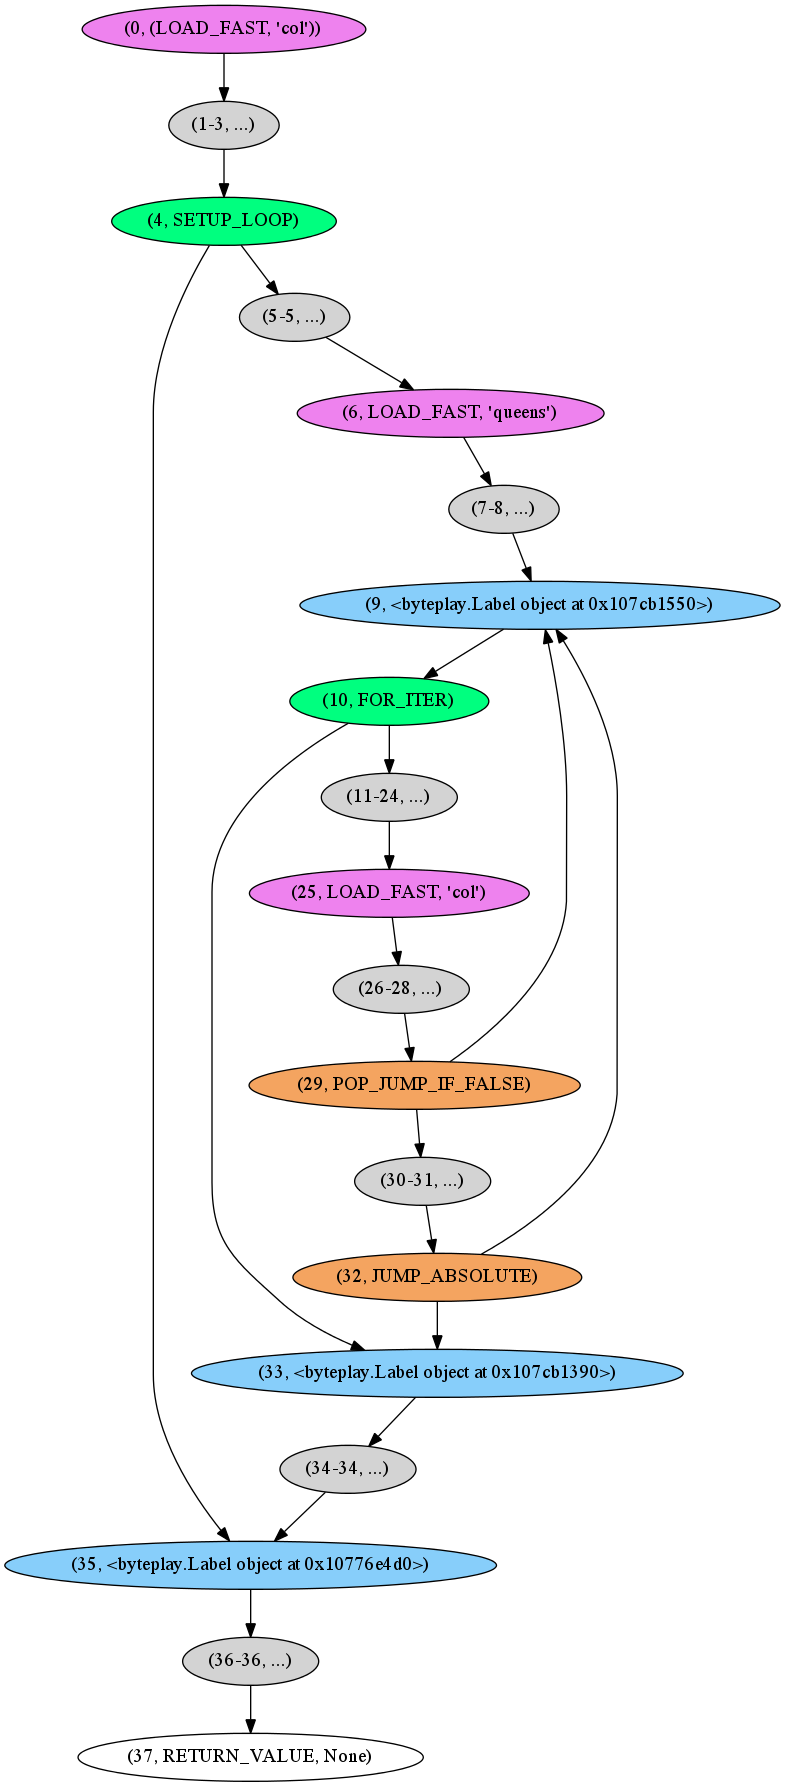 (0, (LOAD_FAST, 'col'))
(1-3, ...)
(4, SETUP_LOOP)
(5-5, ...)
(6, LOAD_FAST, 'queens')
(7-8, ...)
(9, <byteplay.Label object at 0x107cb1550>)
(10, FOR_ITER)
(11-24, ...)
(25, LOAD_FAST, 'col')
(26-28, ...)
(29, POP_JUMP_IF_FALSE)
(30-31, ...)
(32, JUMP_ABSOLUTE)
(33, <byteplay.Label object at 0x107cb1390>)
(34-34, ...)
(35, <byteplay.Label object at 0x10776e4d0>)
(36-36, ...)
(37, RETURN_VALUE, None)